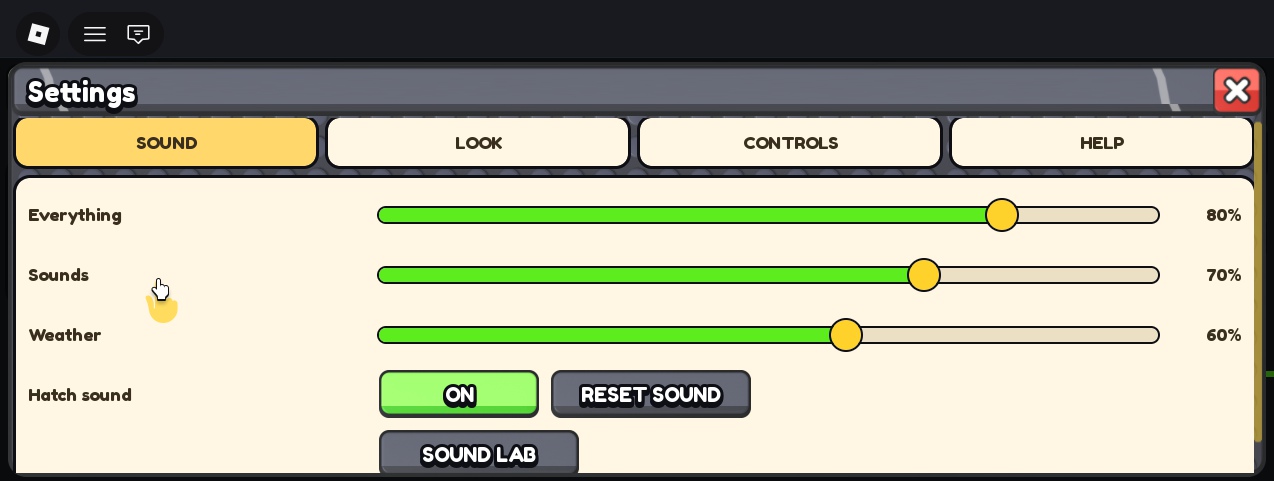 Settings
SOUND
LOOK
CONTROLS
HELP
Everything
80%
Sounds
70%
Weather
60%
Hatch sound
ON
RESET SOUND
SOUND LAB